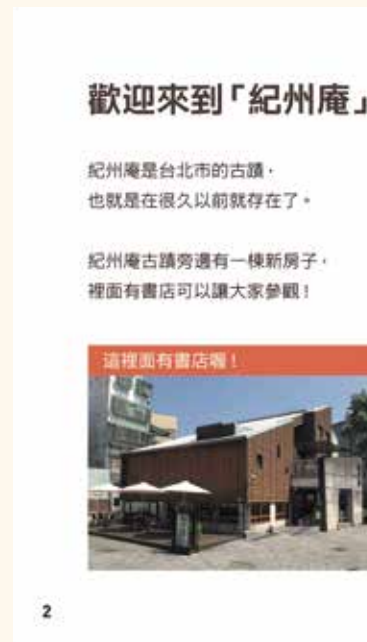 歡迎來到「紀州庵」
紀州庵是台北市的古蹟，
也就是在很久以前就存在了。
紀州庵古蹟旁邊有一棟新房子，
裡面有書店可以讓大家參觀！
這裡面有書店喔！
2